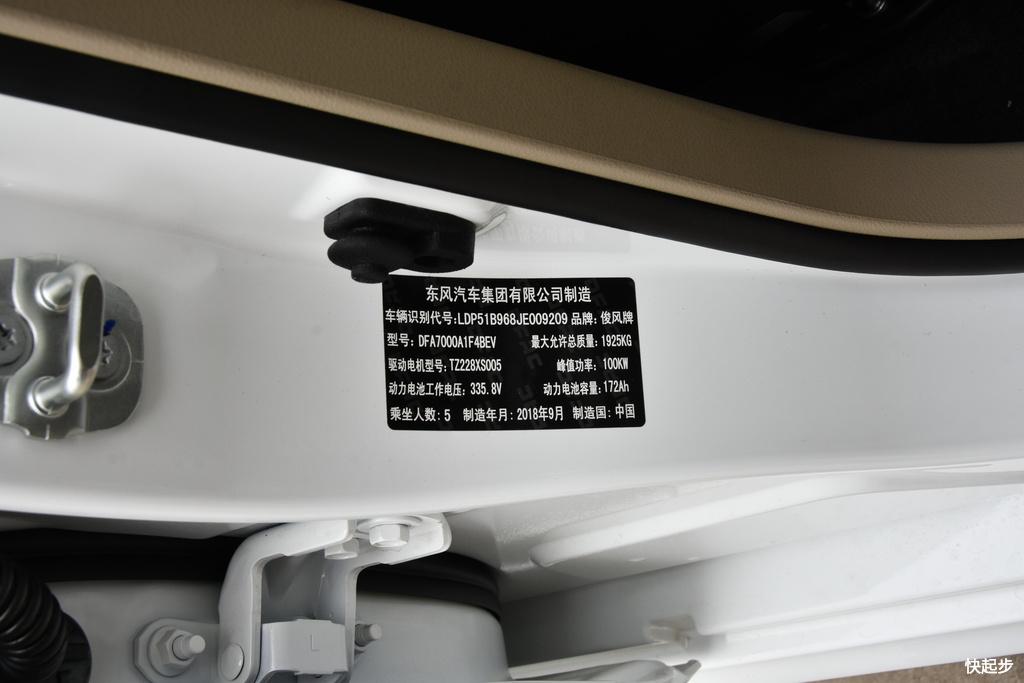 东风汽车集团有限公司制造
车辆识别代号:LDP51B968JE009209 品牌: 俊风牌
型号: DFA7000A1F4BEV 最大允许总质量: 1925KG
驱动电机型号: TZ228XS005 峰值功率: 100KW
动力电池工作电压: 335.8V 动力电池容量: 172Ah
乘坐人数: 5 制造年月: 2018年9月 制造国: 中国
L
快起步